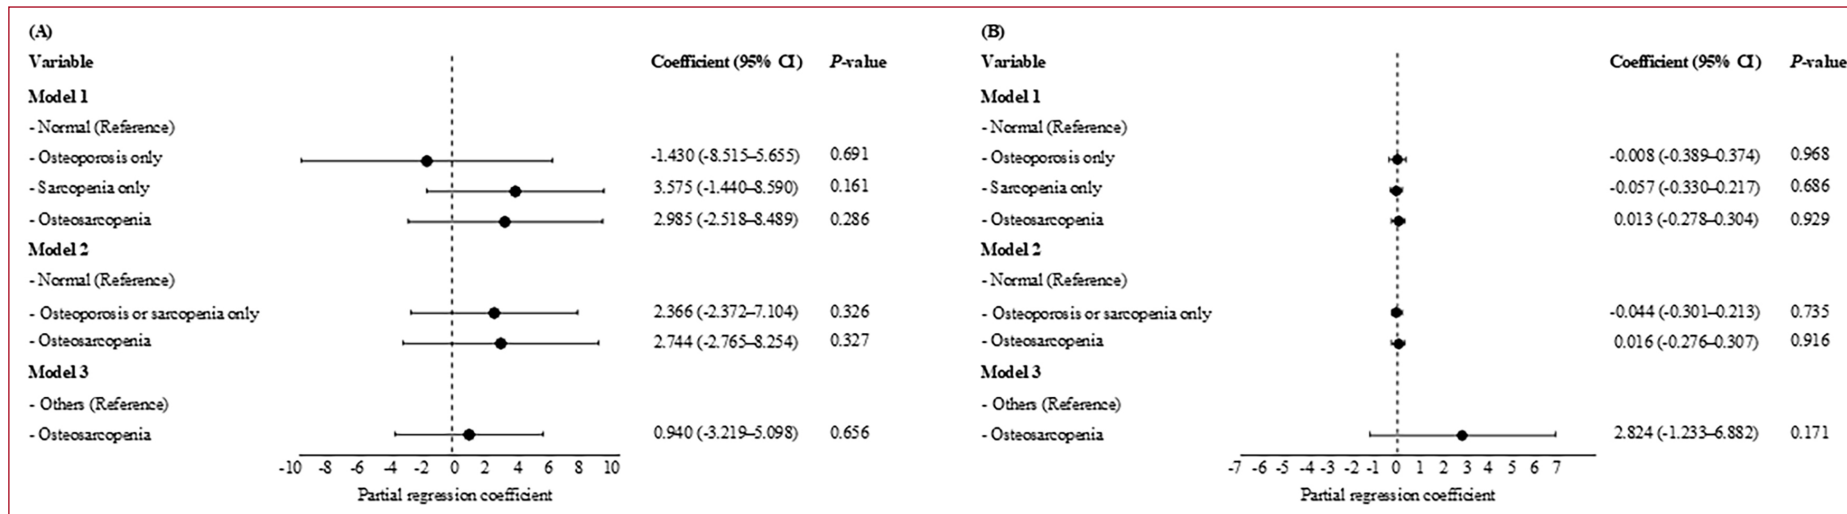 (A)
Variable Coefficient (95% CI) P-value
Model 1
- Normal (Reference)
- Osteoporosis only -1.430 (-8.515–5.655) 0.691
- Sarcopenia only 3.575 (-1.440–8.590) 0.161
- Osteosarcopenia 2.985 (-2.518–8.489) 0.286
Model 2
- Normal (Reference)
- Osteoporosis or sarcopenia only 2.366 (-2.372–7.104) 0.326
- Osteosarcopenia 2.744 (-2.765–8.254) 0.327
Model 3
- Others (Reference)
- Osteosarcopenia 0.940 (-3.219–5.098) 0.656
-10 -8 -6 -4 -2 0 2 4 6 8 10
Partial regression coefficient
(B)
Variable Coefficient (95% CI) P-value
Model 1
- Normal (Reference)
- Osteoporosis only -0.008 (-0.389–0.374) 0.968
- Sarcopenia only -0.057 (-0.330–0.217) 0.686
- Osteosarcopenia 0.013 (-0.278–0.304) 0.929
Model 2
- Normal (Reference)
- Osteoporosis or sarcopenia only -0.044 (-0.301–0.213) 0.735
- Osteosarcopenia 0.016 (-0.276–0.307) 0.916
Model 3
- Others (Reference)
- Osteosarcopenia 2.824 (-1.233–6.882) 0.171
-7 -6 -5 -4 -3 -2 -1 0 1 2 3 4 5 6 7
Partial regression coefficient